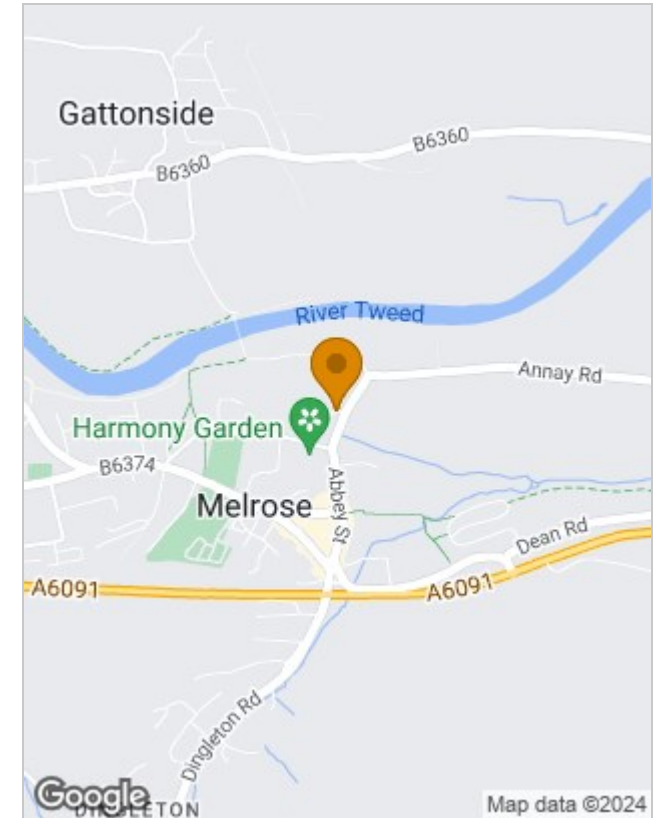 Gattonside
B6360
B6360
River Tweed
Annay Rd
Harmony Garden
B6374
Melrose
Abbey St
Dean Rd
A6091
A6091
Dingleton Rd
Google
DINGLETON
Map data ©2024